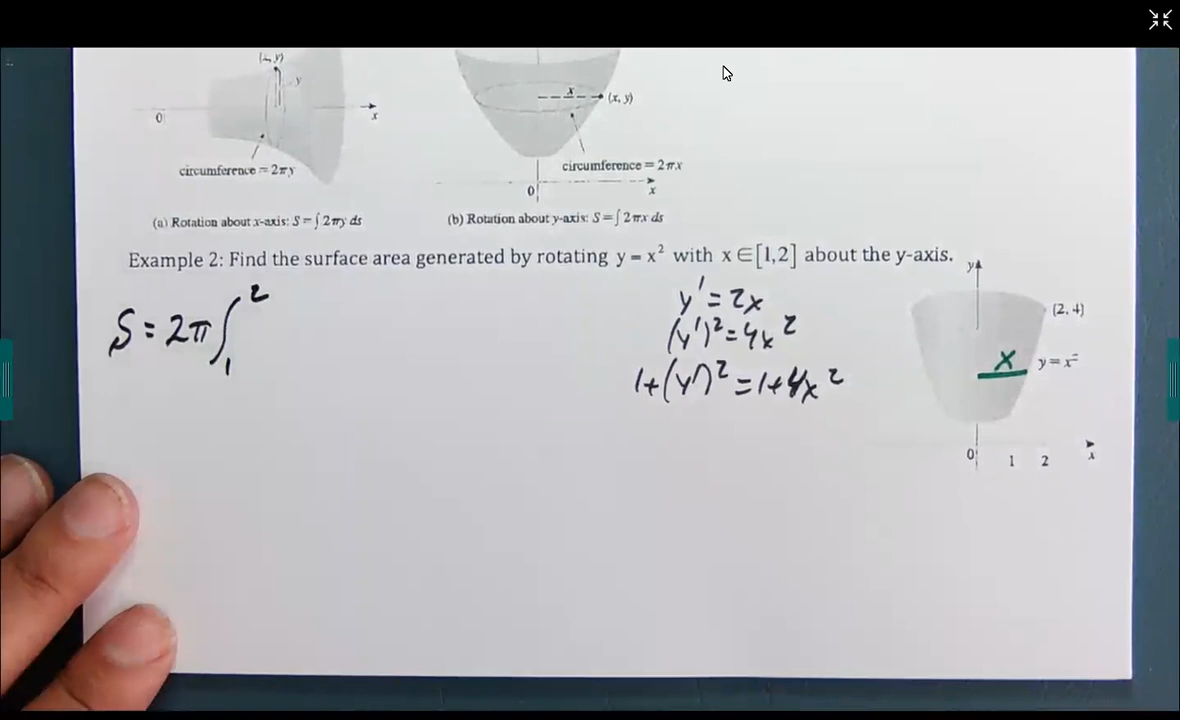 (x, y)
y
0
x
circumference = 2πy
(a) Rotation about x-axis: S = ∫ 2πy ds
x
(x, y)
circumference = 2πx
0
x
(b) Rotation about y-axis: S = ∫ 2πx ds
Example 2: Find the surface area generated by rotating y = x² with x ∈ [1,2] about the y-axis.
S = 2π∫₁²
y' = 2x
(y')² = 4x²
1+(y')² = 1+4x²
y
(2, 4)
x
y = x²
0
1 2
x